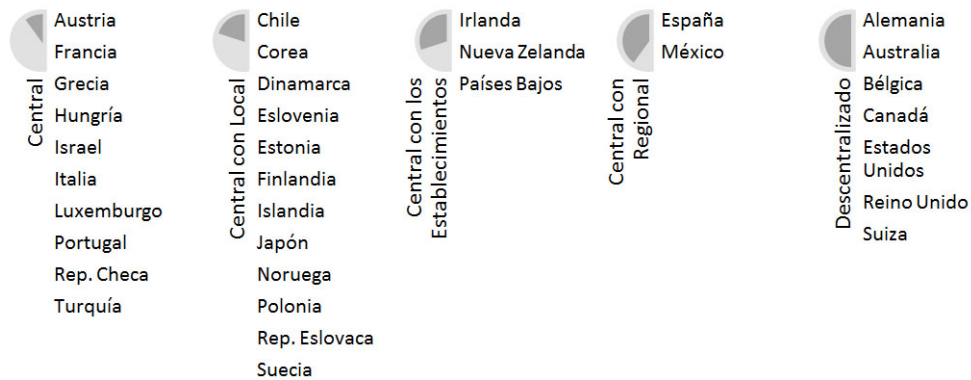 Central
Austria
Francia
Grecia
Hungría
Israel
Italia
Luxemburgo
Portugal
Rep. Checa
Turquía
Central con Local
Chile
Corea
Dinamarca
Eslovenia
Estonia
Finlandia
Islandia
Japón
Noruega
Polonia
Rep. Eslovaca
Suecia
Central con los
Establecimientos
Irlanda
Nueva Zelanda
Países Bajos
Central con
Regional
España
México
Descentralizado
Alemania
Australia
Bélgica
Canadá
Estados
Unidos
Reino Unido
Suiza